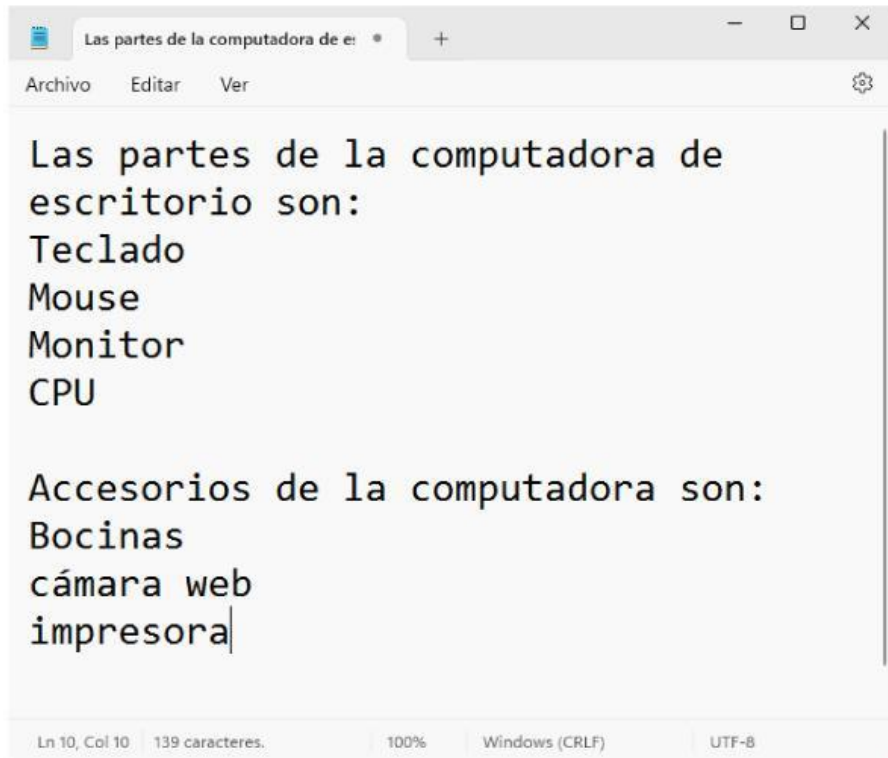 Las partes de la computadora de e
Archivo Editar Ver
Las partes de la computadora de
escritorio son:
Teclado
Mouse
Monitor
CPU
Accesorios de la computadora son:
Bocinas
cámara web
impresora
Ln 10, Col 10 139 caracteres. 100% Windows (CRLF) UTF-8